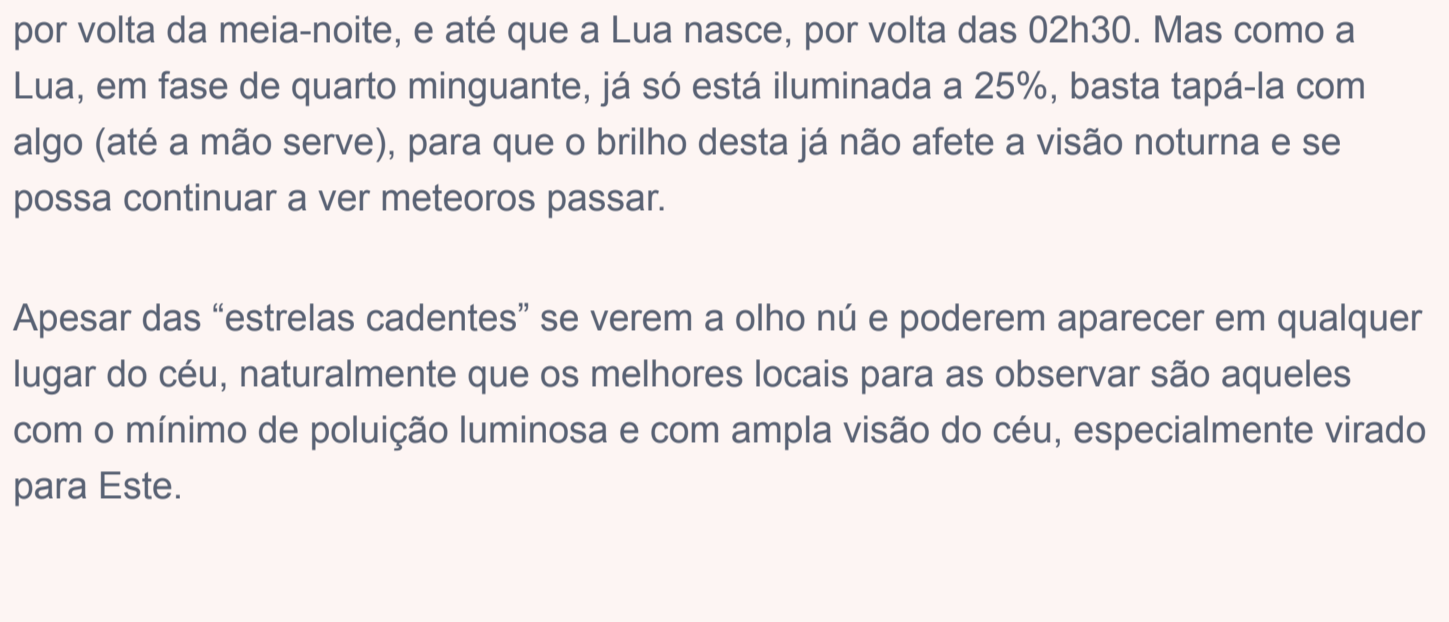 por volta da meia-noite, e até que a Lua nasce, por volta das 02h30. Mas como a
Lua, em fase de quarto minguante, já só está iluminada a 25%, basta tapá-la com
algo (até a mão serve), para que o brilho desta já não afete a visão noturna e se
possa continuar a ver meteoros passar.
Apesar das “estrelas cadentes” se verem a olho nú e poderem aparecer em qualquer
lugar do céu, naturalmente que os melhores locais para as observar são aqueles
com o mínimo de poluição luminosa e com ampla visão do céu, especialmente virado
para Este.